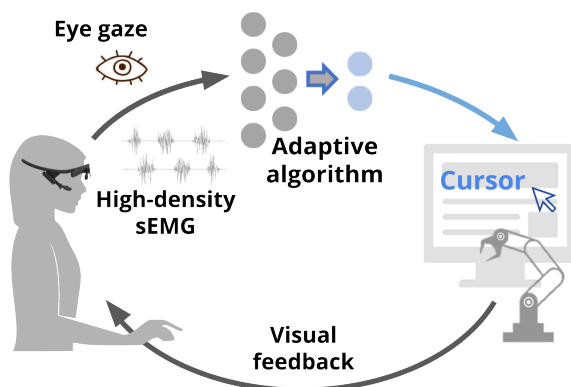 Eye gaze
High-density
sEMG
Adaptive
algorithm
Cursor
Visual
feedback